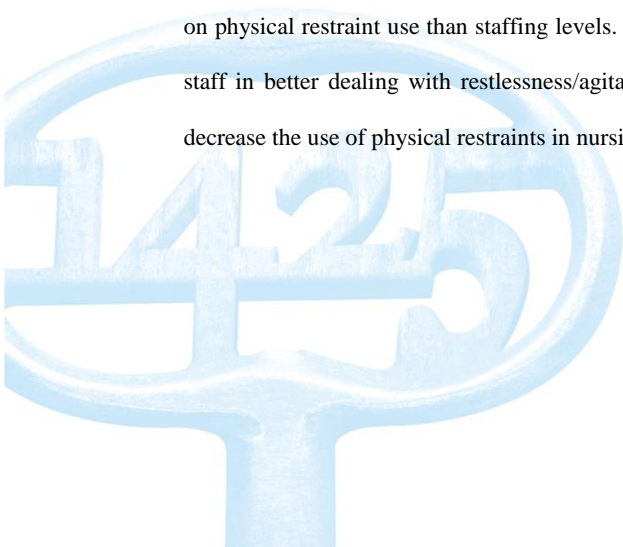 on physical restraint use than staffing levels.
staff in better dealing with restlessness/agita
decrease the use of physical restraints in nursi
1425